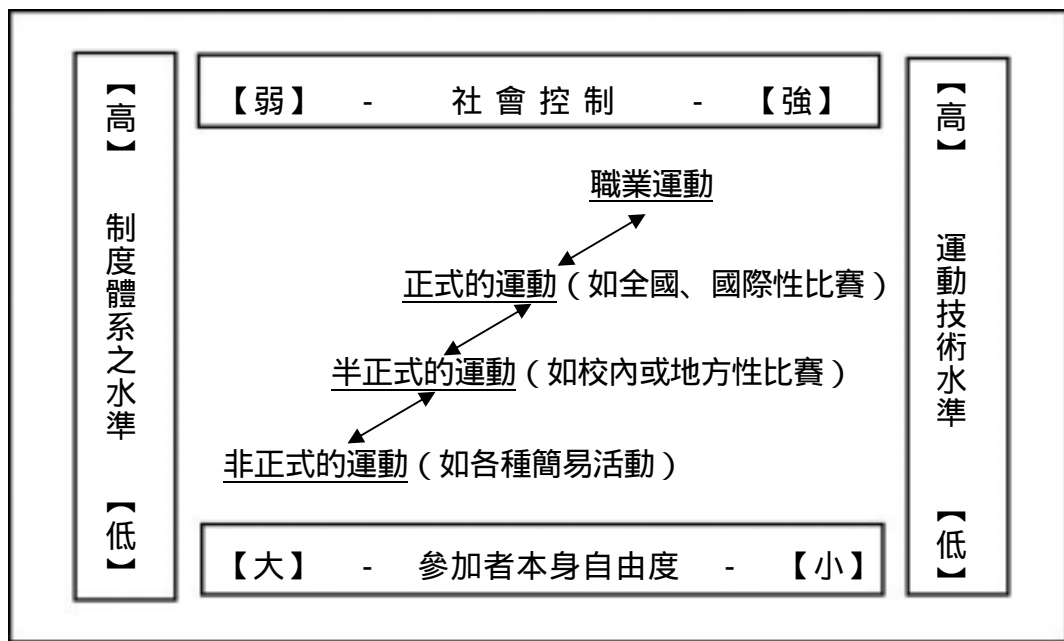 【弱】 - 社會控制 - 【強】
【高】 制度體系之水準 【低】
職業運動
正式的運動（如全國、國際性比賽）
半正式的運動（如校內或地方性比賽）
非正式的運動（如各種簡易活動）
【高】 運動技術水準 【低】
【大】 - 參加者本身自由度 - 【小】